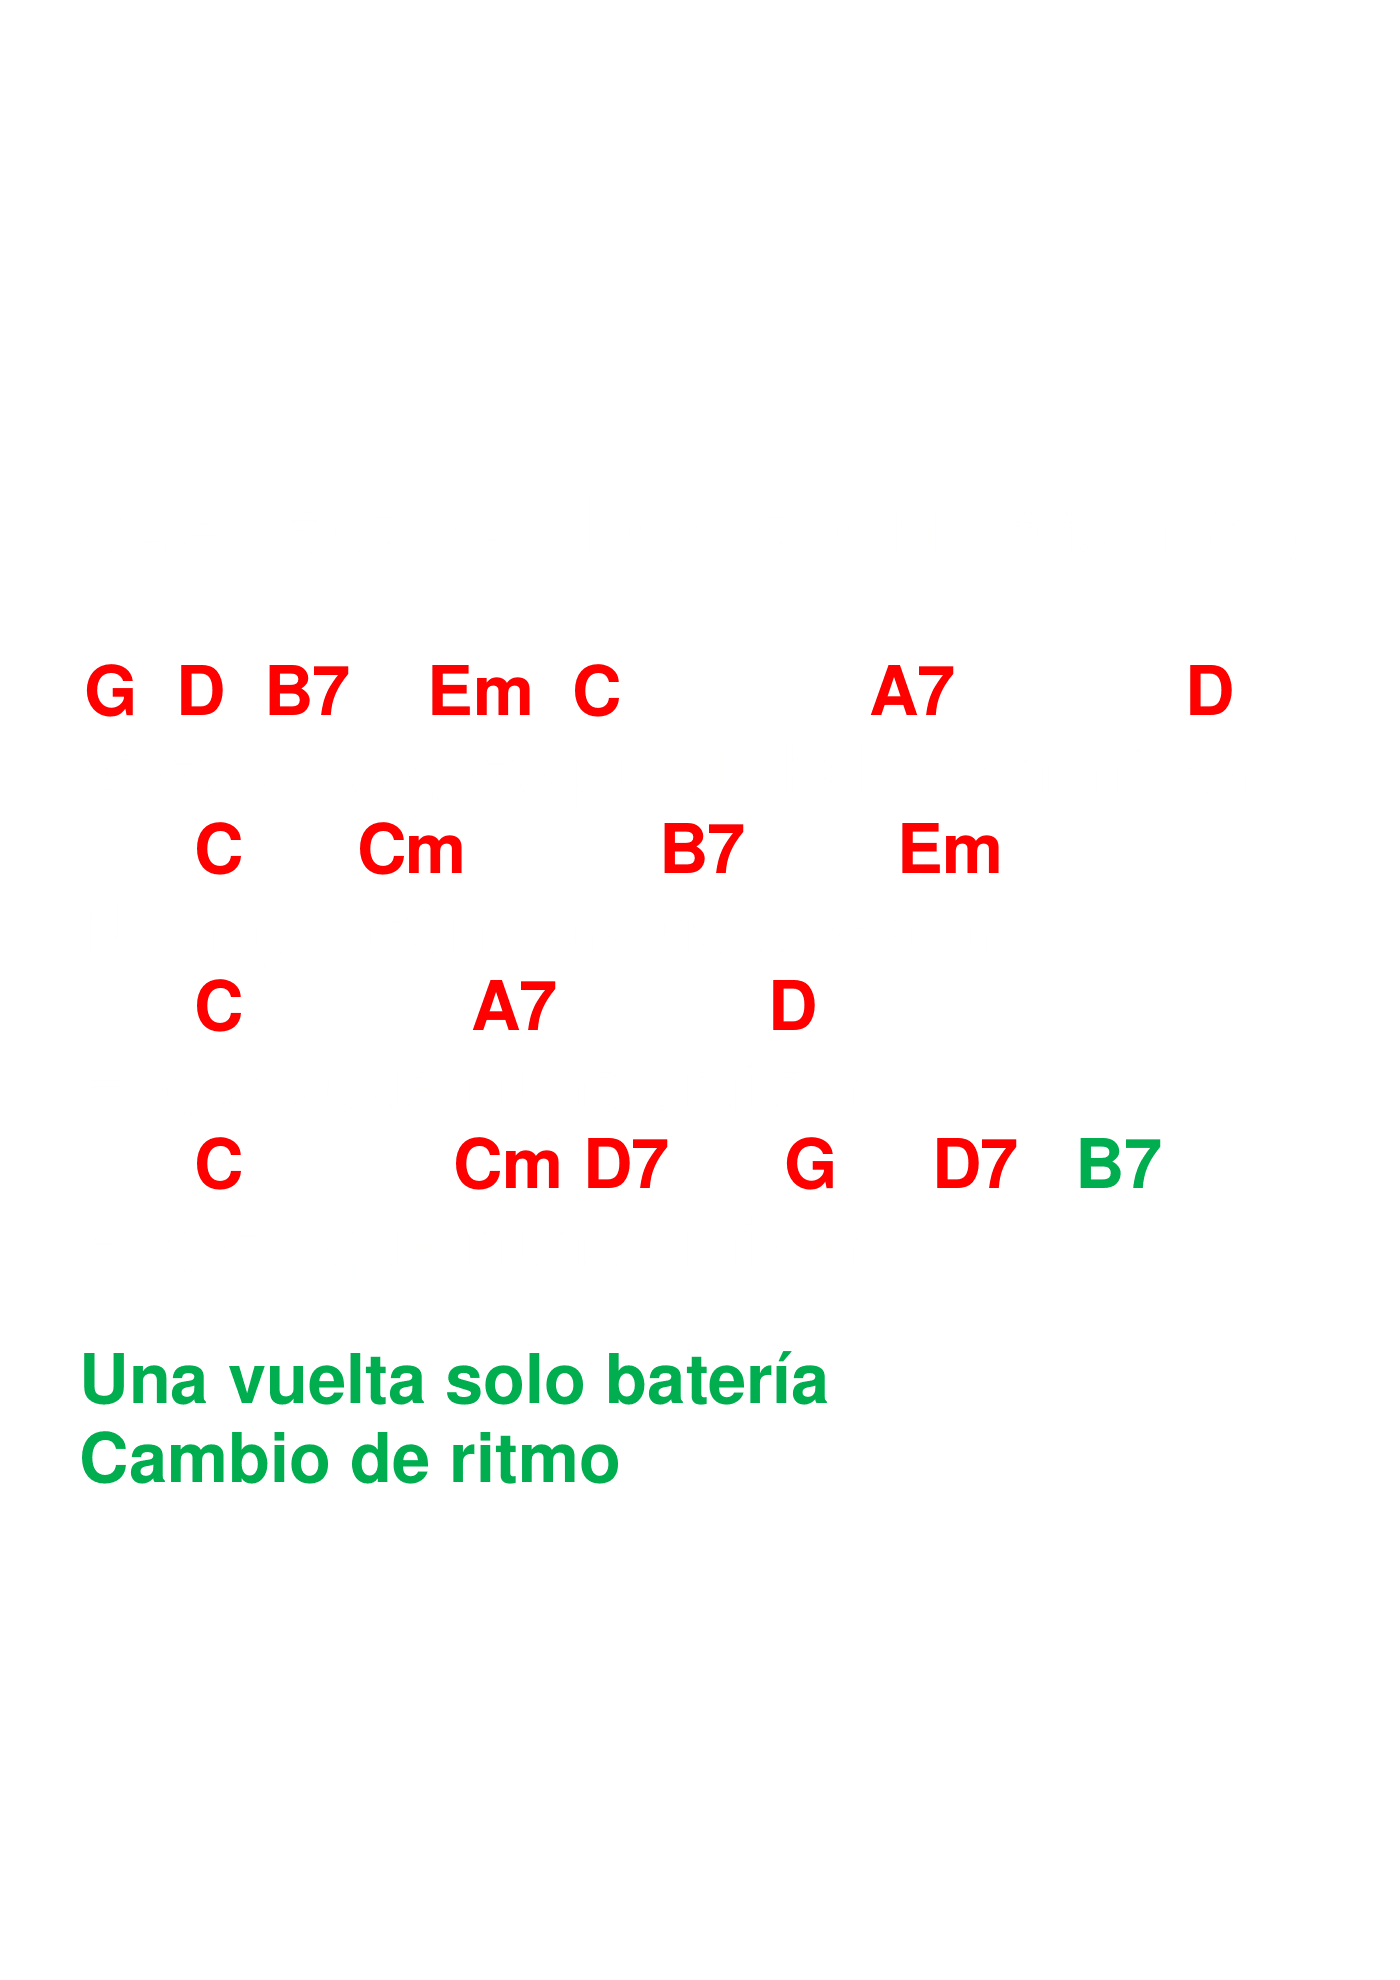 G D B7 Em C A7 D
C Cm B7 Em
C A7 D
C Cm D7 G D7 B7
Una vuelta solo batería
Cambio de ritmo